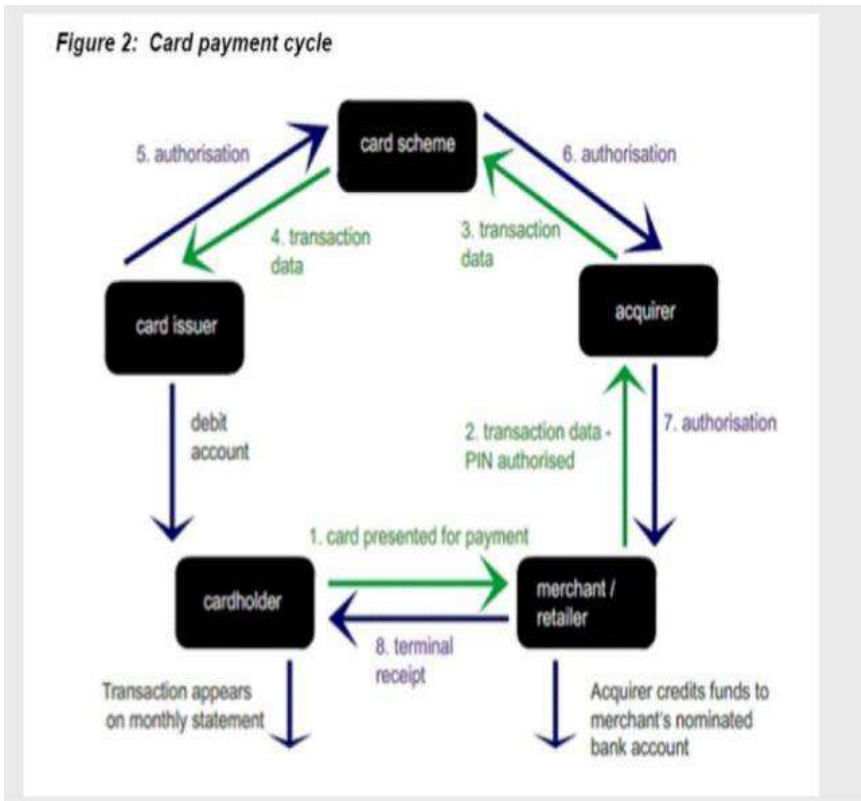 Figure 2: Card payment cycle
card scheme
5. authorisation
6. authorisation
4. transaction
data
3. transaction
data
card issuer
acquirer
debit
account
2. transaction data -
PIN authorised
7. authorisation
1. card presented for payment
cardholder
merchant /
retailer
8. terminal
receipt
Transaction appears
on monthly statement
Acquirer credits funds to
merchant's nominated
bank account